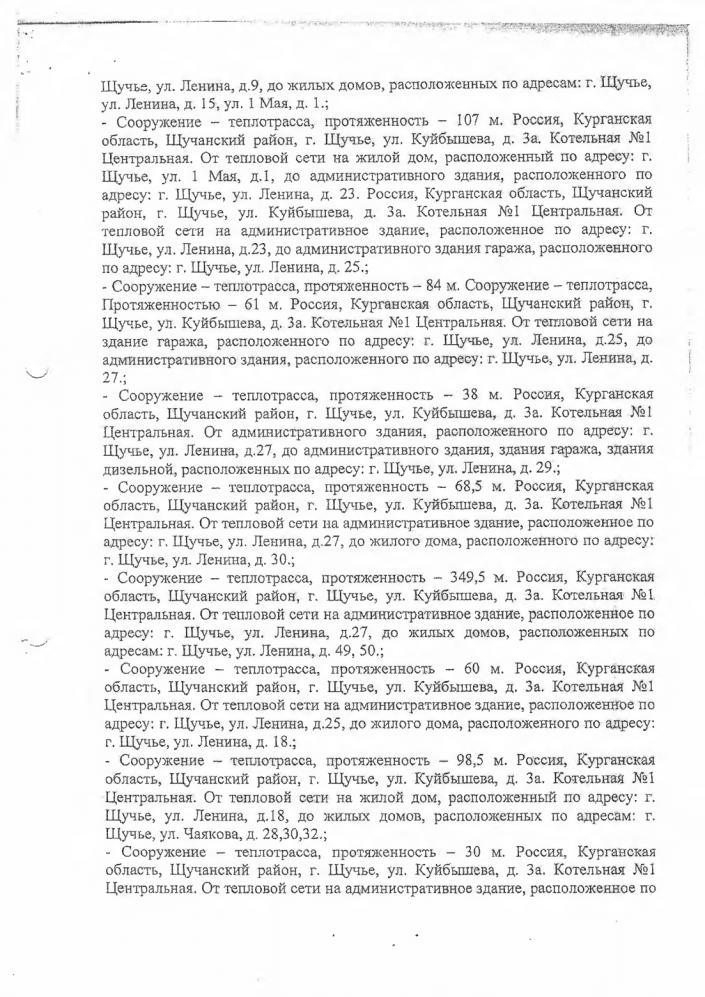 Щучье, ул. Ленина, д.9, до жилых домов, расположенных по адресам: г. Щучье,
ул. Ленина, д. 15, ул. 1 Мая, д. 1.;
- Сооружение – теплотрасса, протяженность – 107 м. Россия, Курганская
область, Щучанский район, г. Щучье, ул. Куйбышева, д. 3а. Котельная №1
Центральная. От тепловой сети на жилой дом, расположенный по адресу: г.
Щучье, ул. 1 Мая, д.1, до административного здания, расположенного по
адресу: г. Щучье, ул. Ленина, д. 23. Россия, Курганская область, Щучанский
район, г. Щучье, ул. Куйбышева, д. 3а. Котельная №1 Центральная. От
тепловой сети на административное здание, расположенное по адресу: г.
Щучье, ул. Ленина, д.23, до административного здания гаража, расположенного
по адресу: г. Щучье, ул. Ленина, д. 25.;
- Сооружение – теплотрасса, протяженность – 84 м. Сооружение – теплотрасса,
Протяженностью – 61 м. Россия, Курганская область, Щучанский район, г.
Щучье, ул. Куйбышева, д. 3а. Котельная №1 Центральная. От тепловой сети на
здание гаража, расположенного по адресу: г. Щучье, ул. Ленина, д.25, до
административного здания, расположенного по адресу: г. Щучье, ул. Ленина, д.
27.;
- Сооружение – теплотрасса, протяженность – 38 м. Россия, Курганская
область, Щучанский район, г. Щучье, ул. Куйбышева, д. 3а. Котельная №1
Центральная. От административного здания, расположенного по адресу: г.
Щучье, ул. Ленина, д.27, до административного здания, здания гаража, здания
дизельной, расположенных по адресу: г. Щучье, ул. Ленина, д. 29.;
- Сооружение – теплотрасса, протяженность – 68,5 м. Россия, Курганская
область, Щучанский район, г. Щучье, ул. Куйбышева, д. 3а. Котельная №1
Центральная. От тепловой сети на административное здание, расположенное по
адресу: г. Щучье, ул. Ленина, д.27, до жилого дома, расположенного по адресу:
г. Щучье, ул. Ленина, д. 30.;
- Сооружение – теплотрасса, протяженность – 349,5 м. Россия, Курганская
область, Щучанский район, г. Щучье, ул. Куйбышева, д. 3а. Котельная №1
Центральная. От тепловой сети на административное здание, расположенное по
адресу: г. Щучье, ул. Ленина, д.27, до жилых домов, расположенных по
адресам: г. Щучье, ул. Ленина, д. 49, 50.;
- Сооружение – теплотрасса, протяженность – 60 м. Россия, Курганская
область, Щучанский район, г. Щучье, ул. Куйбышева, д. 3а. Котельная №1
Центральная. От тепловой сети на административное здание, расположенное по
адресу: г. Щучье, ул. Ленина, д.25, до жилого дома, расположенного по адресу:
г. Щучье, ул. Ленина, д. 18.;
- Сооружение – теплотрасса, протяженность – 98,5 м. Россия, Курганская
область, Щучанский район, г. Щучье, ул. Куйбышева, д. 3а. Котельная №1
Центральная. От тепловой сети на жилой дом, расположенный по адресу: г.
Щучье, ул. Ленина, д.18, до жилых домов, расположенных по адресам: г.
Щучье, ул. Чаякова, д. 28,30,32.;
- Сооружение – теплотрасса, протяженность – 30 м. Россия, Курганская
область, Щучанский район, г. Щучье, ул. Куйбышева, д. 3а. Котельная №1
Центральная. От тепловой сети на административное здание, расположенное по